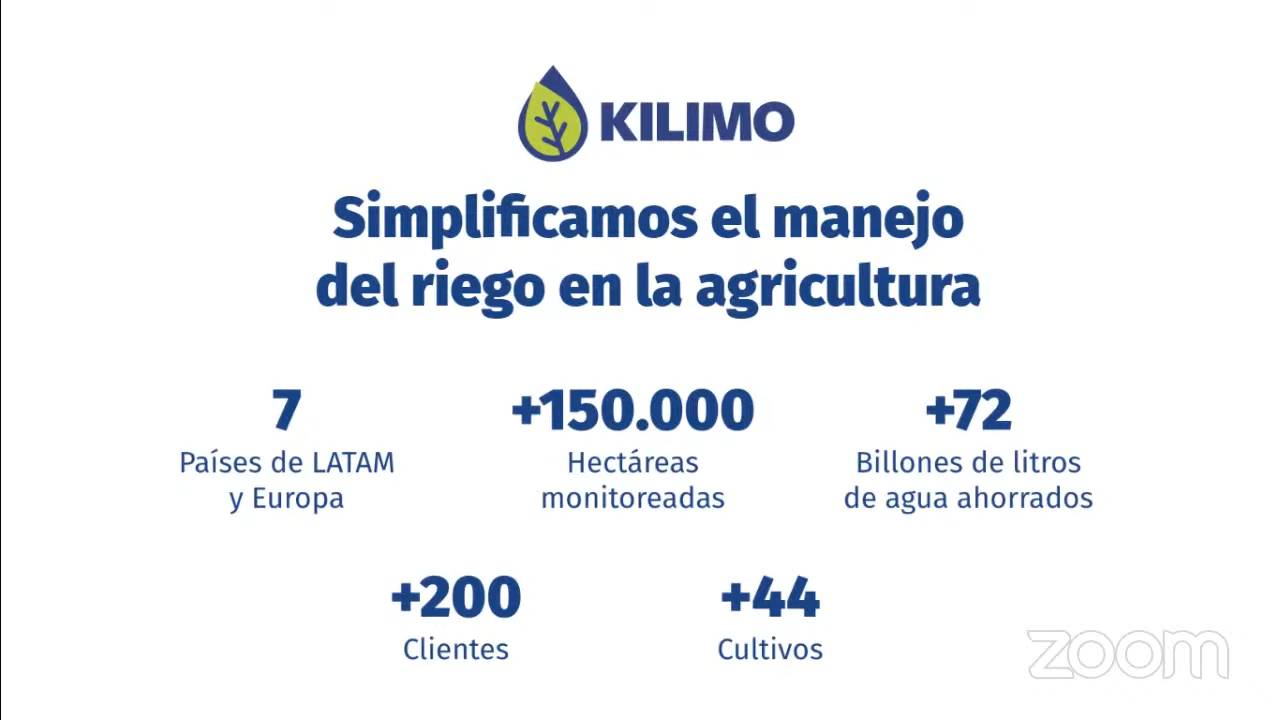 KILIMO
Simplificamos el manejo
del riego en la agricultura
7
Países de LATAM
y Europa
+150.000
Hectáreas
monitoreadas
+72
Billones de litros
de agua ahorrados
+200
Clientes
+44
Cultivos
zoom